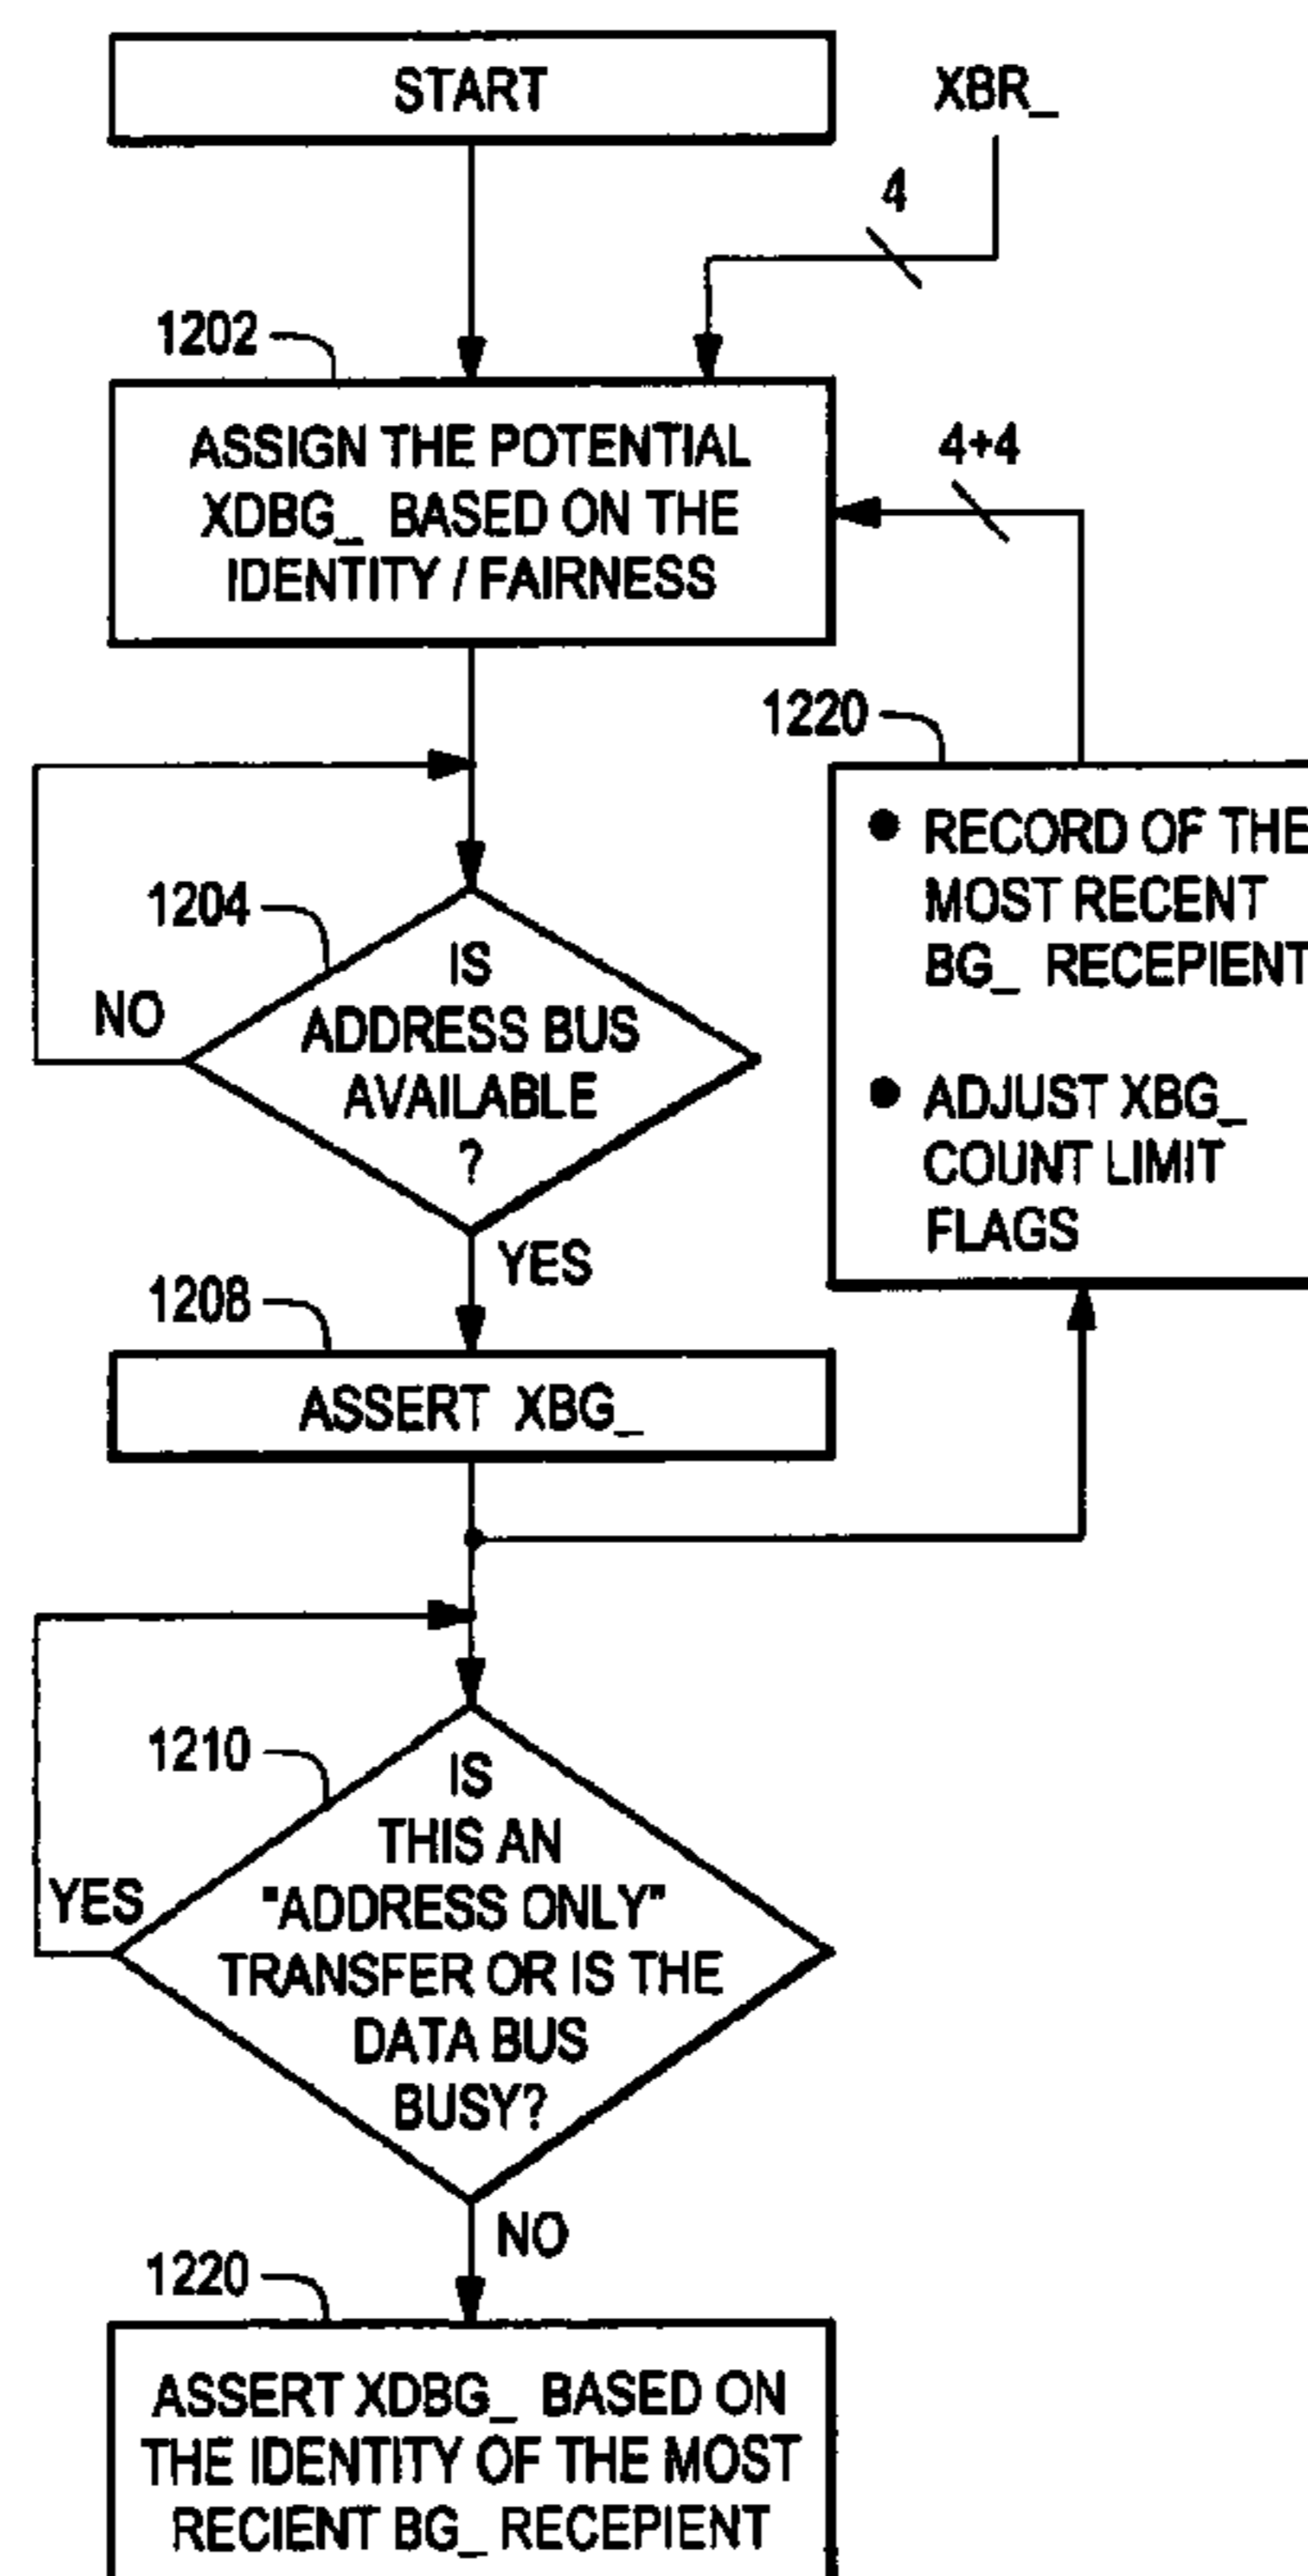 START
XBR_
4
1202
ASSIGN THE POTENTIAL
XDBG_ BASED ON THE
IDENTITY / FAIRNESS
4+4
1220
● RECORD OF THE
MOST RECENT
BG_ RECEPIENT
● ADJUST XBG_
COUNT LIMIT
FLAGS
1204
IS
ADDRESS BUS
AVAILABLE
?
NO
YES
1208
ASSERT XBG_
1210
IS
THIS AN
"ADDRESS ONLY"
TRANSFER OR IS THE
DATA BUS
BUSY?
YES
NO
1220
ASSERT XDBG_ BASED ON
THE IDENTITY OF THE MOST
RECIENT BG_ RECEPIENT